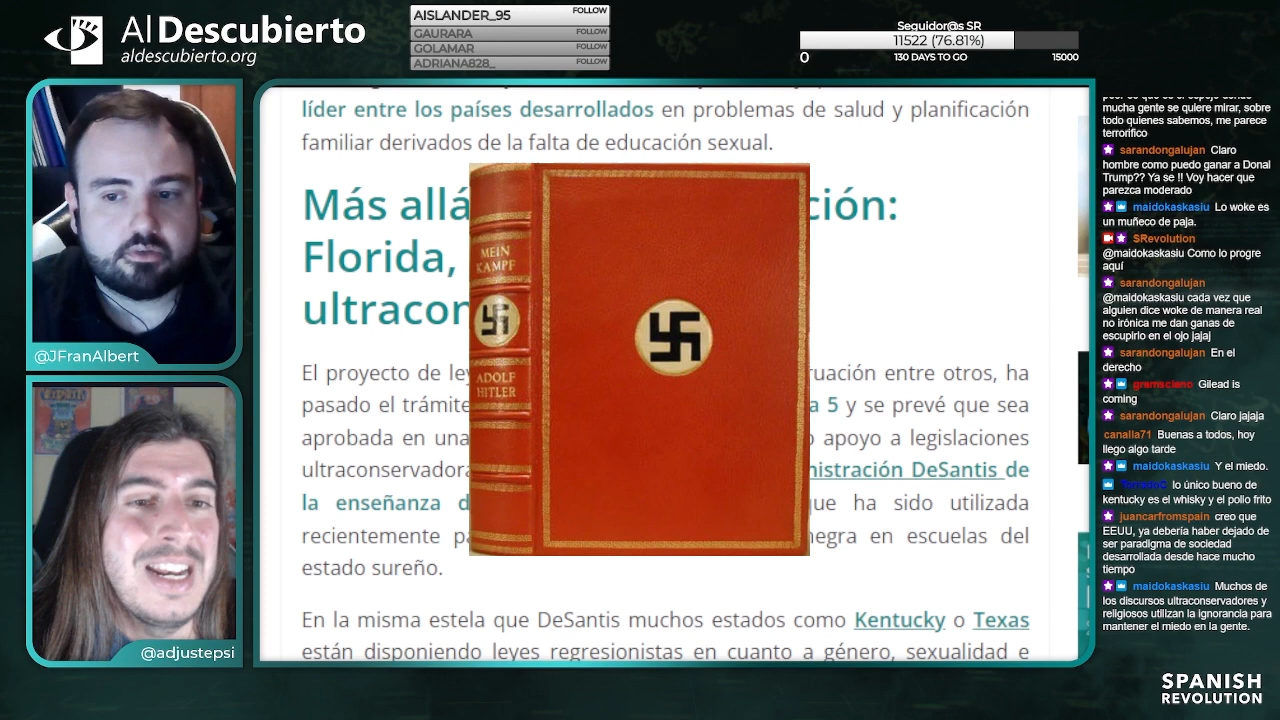 Al Descubierto
aldescubierto.org
AISLANDER_95 FOLLOW
GAURARA FOLLOW
GOLAMAR FOLLOW
ADRIANA828_ FOLLOW
Seguidor@s SR
11522 (76.81%)
0 130 DAYS TO GO 15000
@JFranAlbert
@adjustepsi
líder entre los países desarrollados en problemas de salud y planificación
familiar derivados de la falta de educación sexual.
Más allá ción:
Florida,
ultracon
El proyecto de ley ruación entre otros, ha
pasado el trámite a 5 y se prevé que sea
aprobada en una o apoyo a legislaciones
ultraconservadora nistración DeSantis de
la enseñanza d ue ha sido utilizada
recientemente pa negra en escuelas del
estado sureño.
En la misma estela que DeSantis muchos estados como Kentucky o Texas
están disponiendo leyes regresionistas en cuanto a género, sexualidad e
MEIN
KAMPF
ADOLF
HITLER
mucha gente se quiere mirar, sobre
todo quienes sabemos, me parece
terrorifico
sarandongalujan Claro
hombre como puedo ganar a Donal
Trump?? Ya se !! Voy hacer que
parezca moderado
maidokaskasiu Lo woke es
un muñeco de paja.
SRevolution
@maidokaskasiu Como lo progre
aquí
sarandongalujan
@maidokaskasiu cada vez que
alguien dice woke de manera real
no irónica me dan ganas de
escupirlo en el ojo jajaj
sarandongalujan En el
derecho
gramsciano Gilead is
coming
sarandongalujan Claro jajaja
canalla71 Buenas a todos, hoy
llego algo tarde
maidokaskasiu Y el miedo.
lo único bueno de
kentucky es el whisky y el pollo frito
juancarfromspain creo que
EEUU, ya debería haber dejado de
ser paradigma de sociedad
desarrollada desde hace mucho
tiempo
maidokaskasiu Muchos de
los discursos ultraconservadores y
religiosos utilizan la ignorancia para
mantener el miedo en la gente.
SPANISH
REVOLUTION